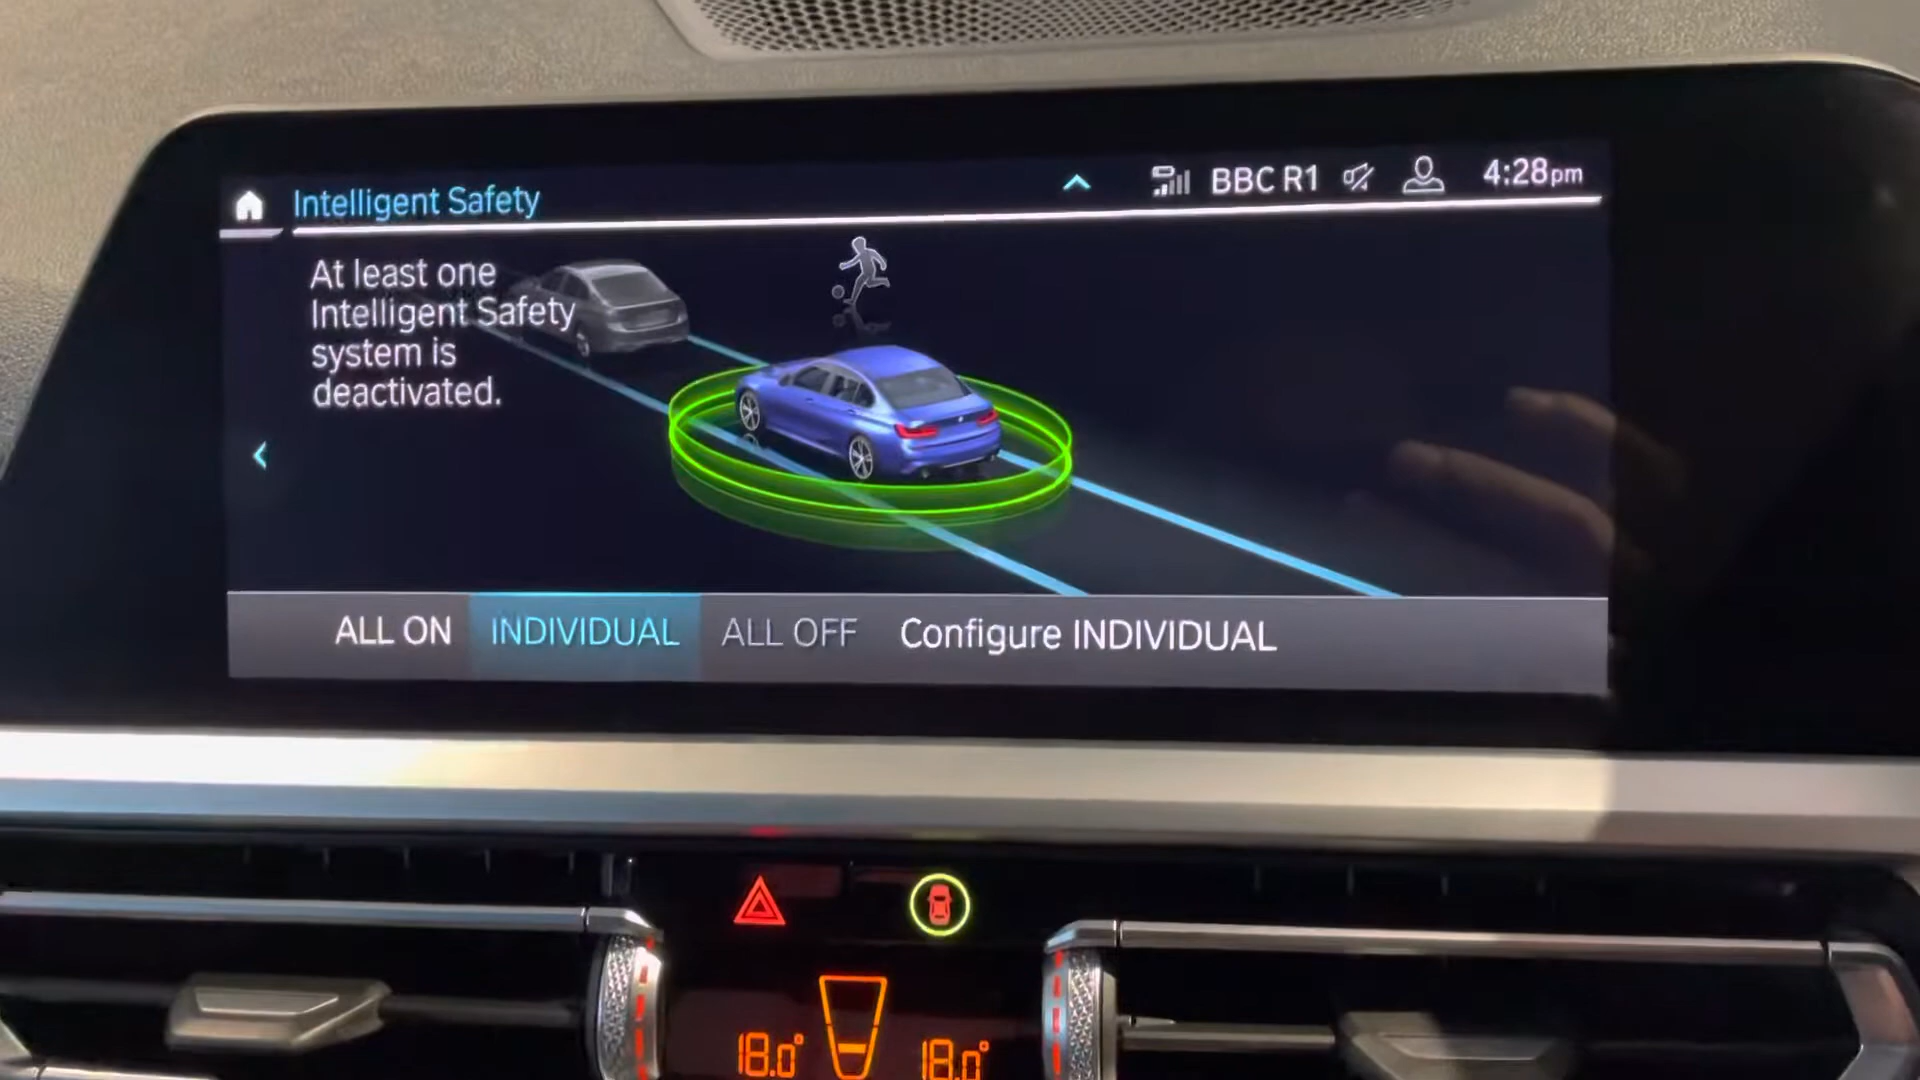 Intelligent Safety
BBC R1
4:28pm
At least one
Intelligent Safety
system is
deactivated.
ALL ON
INDIVIDUAL
ALL OFF
Configure INDIVIDUAL
18.0°
18.0°